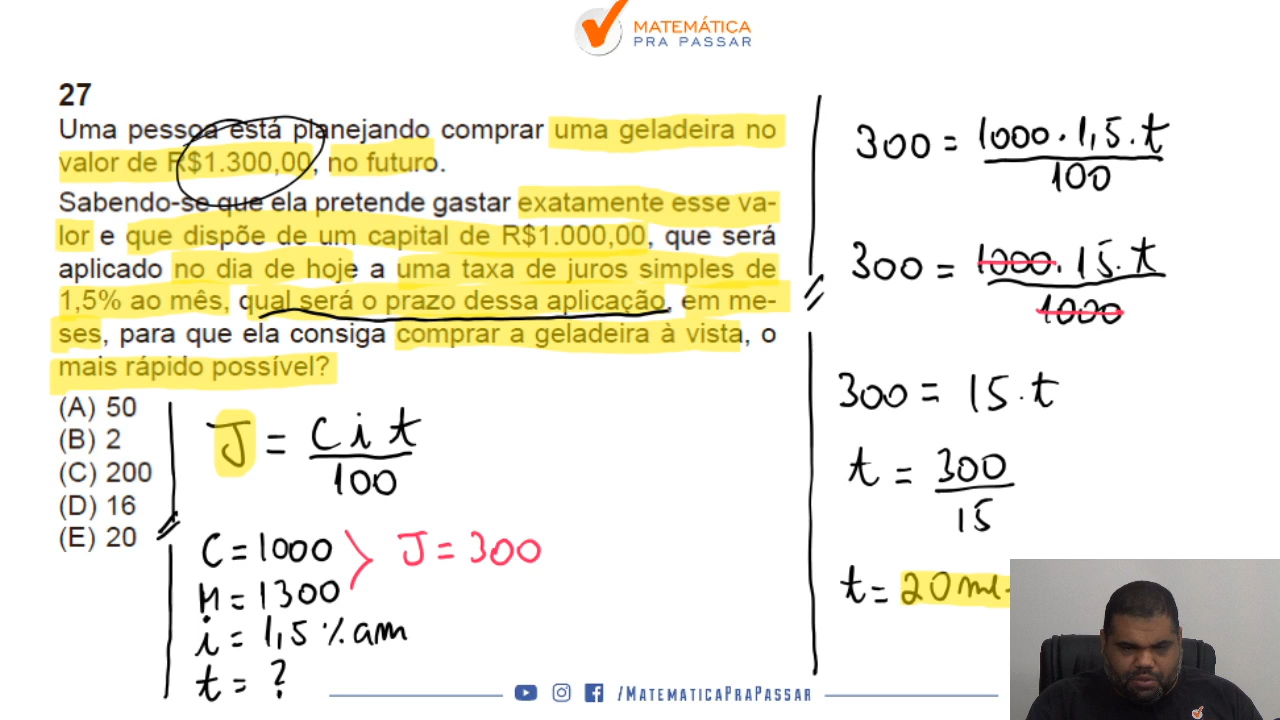 MATEMÁTICA
PRA PASSAR
27
Uma pessoa está planejando comprar uma geladeira no
valor de R$1.300,00, no futuro.
Sabendo-se que ela pretende gastar exatamente esse va-
lor e que dispõe de um capital de R$1.000,00, que será
aplicado no dia de hoje a uma taxa de juros simples de
1,5% ao mês, qual será o prazo dessa aplicação, em me-
ses, para que ela consiga comprar a geladeira à vista, o
mais rápido possível?
(A) 50
(B) 2
(C) 200
(D) 16
(E) 20
J = C i t / 100
C = 1000
M = 1300
J = 300
i = 1,5 % am
t = ?
300 = 1000 . 1,5 . t / 100
300 = 1000 . 15 . t / 1000
300 = 15 . t
t = 300 / 15
t = 20
/MATEMATICAPRAPASSAR